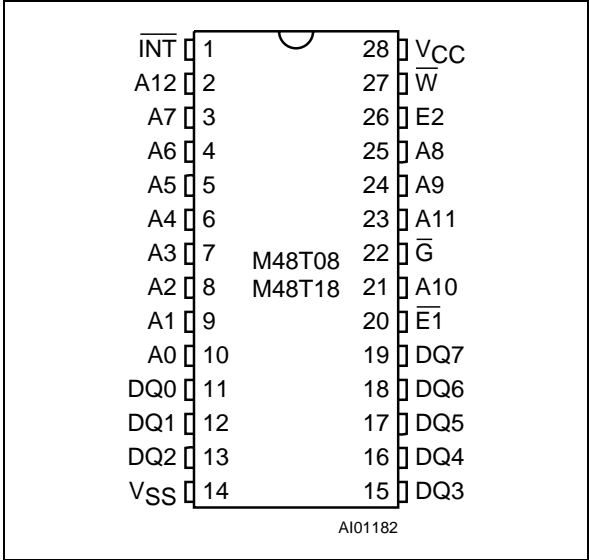 I̅N̅T̅ 1 28 VCC
A12 2 27 W̅
A7 3 26 E2
A6 4 25 A8
A5 5 24 A9
A4 6 23 A11
A3 7 M48T08 22 G̅
A2 8 M48T18 21 A10
A1 9 20 E̅1̅
A0 10 19 DQ7
DQ0 11 18 DQ6
DQ1 12 17 DQ5
DQ2 13 16 DQ4
VSS 14 15 DQ3
AI01182